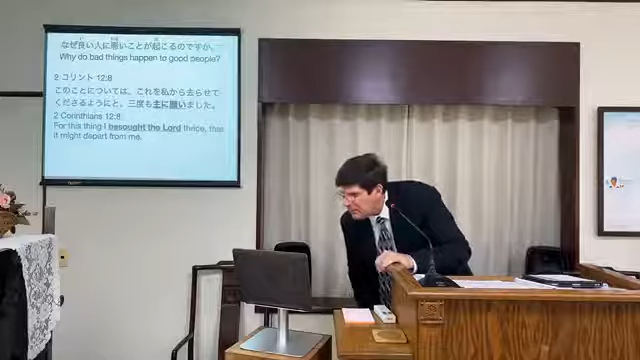 なぜ良い人に悪いことが起こるのですか。
Why do bad things happen to good people?
2 コリント 12:8
このことについては、これを私から去らせて
くださるようにと、三度も主に願いました。
2 Corinthians 12:8
For this thing I besought the Lord thrice, that
it might depart from me.